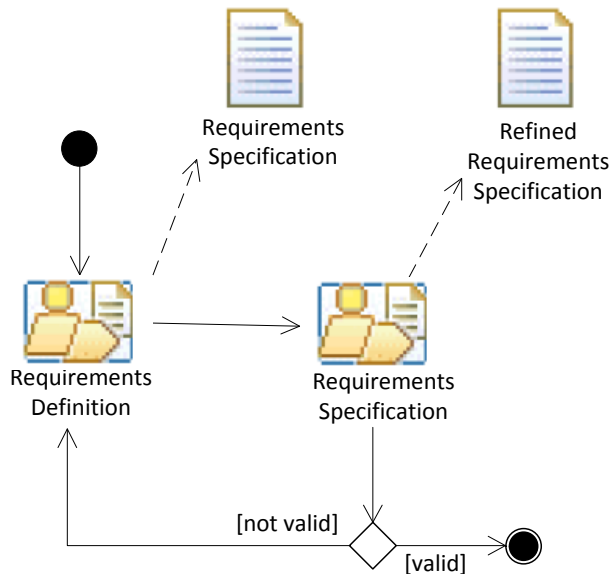 Requirements
Specification
Refined
Requirements
Specification
Requirements
Definition
Requirements
Specification
[not valid]
[valid]